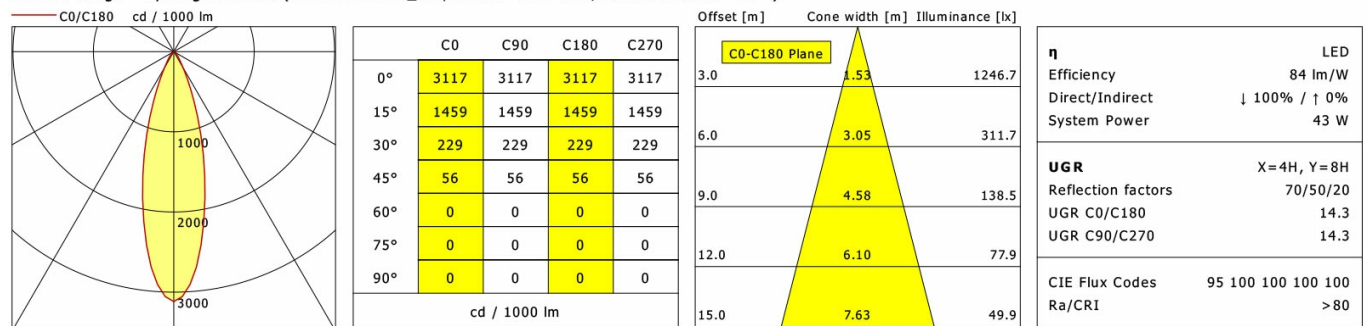 C0/C180 cd / 1000 lm
1000
2000
3000
C0 C90 C180 C270
0° 3117 3117 3117 3117
15° 1459 1459 1459 1459
30° 229 229 229 229
45° 56 56 56 56
60° 0 0 0 0
75° 0 0 0 0
90° 0 0 0 0
cd / 1000 lm
Offset [m] Cone width [m] Illuminance [lx]
C0-C180 Plane
3.0 1.53 1246.7
6.0 3.05 311.7
9.0 4.58 138.5
12.0 6.10 77.9
15.0 7.63 49.9
η LED
Efficiency 84 lm/W
Direct/Indirect ↓ 100% / ↑ 0%
System Power 43 W
UGR X=4H, Y=8H
Reflection factors 70/50/20
UGR C0/C180 14.3
UGR C90/C270 14.3
CIE Flux Codes 95 100 100 100 100
Ra/CRI >80